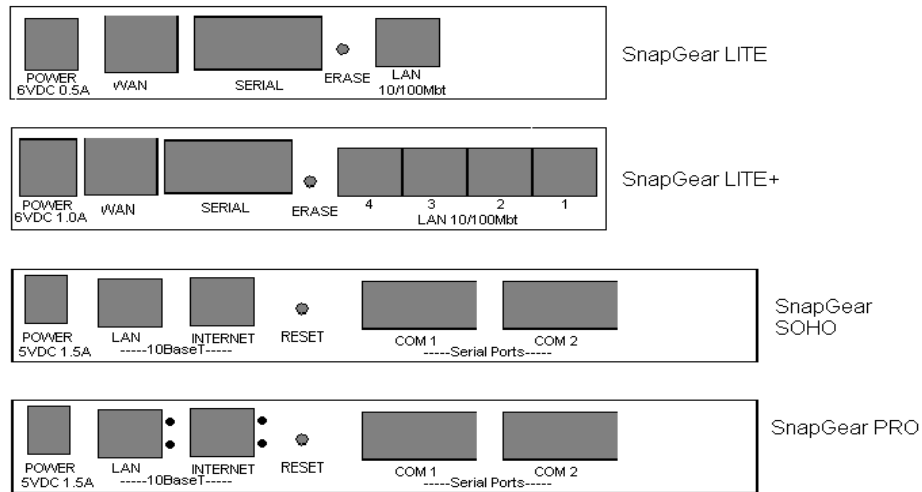 SnapGear LITE
POWER
6VDC 0.5A
WAN
SERIAL
ERASE
LAN
10/100Mbt
SnapGear LITE+
POWER
6VDC 1.0A
WAN
SERIAL
ERASE
4 3 2 1
LAN 10/100Mbt
SnapGear
SOHO
POWER
5VDC 1.5A
LAN
INTERNET
-----10BaseT-----
RESET
COM 1
COM 2
-----Serial Ports-----
SnapGear PRO
POWER
5VDC 1.5A
LAN
INTERNET
-----10BaseT-----
RESET
COM 1
COM 2
-----Serial Ports-----